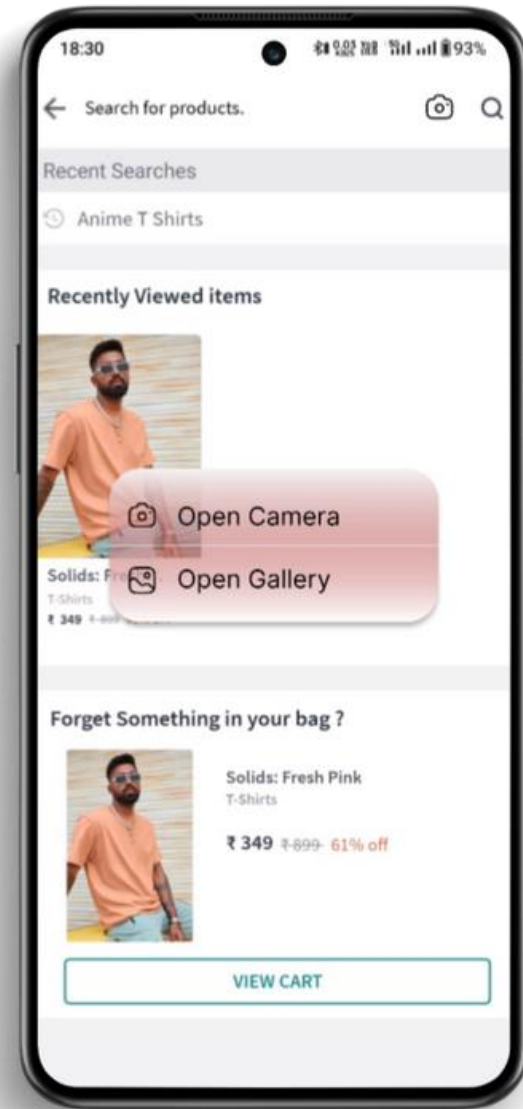 18:30
93%
Search for products.
Recent Searches
Anime T Shirts
Recently Viewed items
Open Camera
Open Gallery
Solids:
T-Shirts
₹ 349
Forget Something in your bag ?
Solids: Fresh Pink
T-Shirts
₹ 349 ₹ 899 61% off
VIEW CART